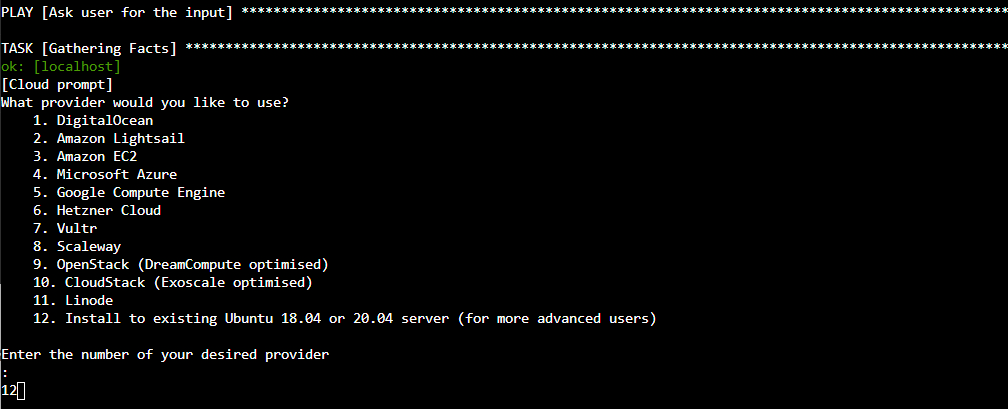 PLAY [Ask user for the input] ************************************************************************************************
TASK [Gathering Facts] *******************************************************************************************************
ok: [localhost]
[Cloud prompt]
What provider would you like to use?
1. DigitalOcean
2. Amazon Lightsail
3. Amazon EC2
4. Microsoft Azure
5. Google Compute Engine
6. Hetzner Cloud
7. Vultr
8. Scaleway
9. OpenStack (DreamCompute optimised)
10. CloudStack (Exoscale optimised)
11. Linode
12. Install to existing Ubuntu 18.04 or 20.04 server (for more advanced users)
Enter the number of your desired provider
:
12